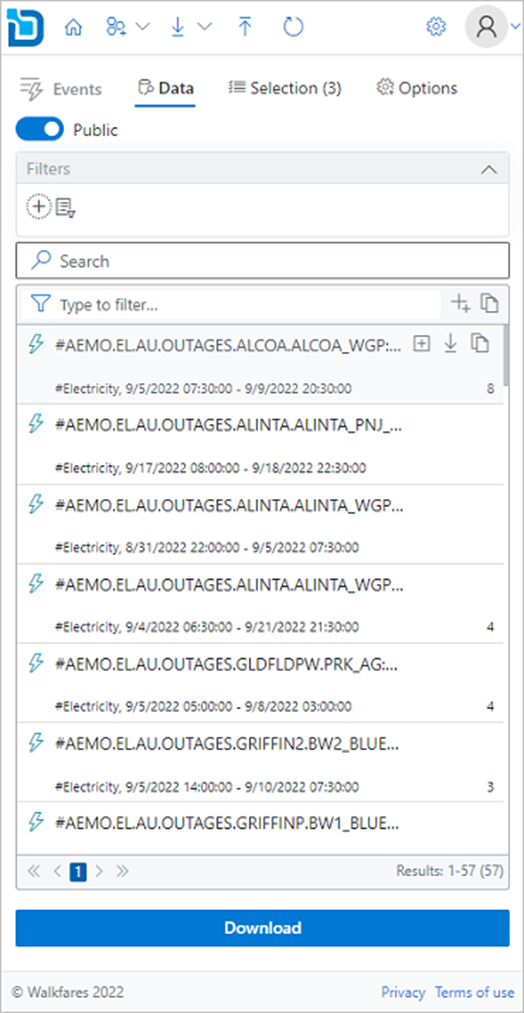 Events Data Selection (3) Options
Public
Filters
Search
Type to filter...
#AEMO.EL.AU.OUTAGES.ALCOA.ALCOA_WGP:...
#Electricity, 9/5/2022 07:30:00 - 9/9/2022 20:30:00 8
#AEMO.EL.AU.OUTAGES.ALINTA.ALINTA_PNJ_...
#Electricity, 9/17/2022 08:00:00 - 9/18/2022 22:30:00
#AEMO.EL.AU.OUTAGES.ALINTA.ALINTA_WGP...
#Electricity, 8/31/2022 22:00:00 - 9/5/2022 07:30:00
#AEMO.EL.AU.OUTAGES.ALINTA.ALINTA_WGP...
#Electricity, 9/4/2022 06:30:00 - 9/21/2022 21:30:00 4
#AEMO.EL.AU.OUTAGES.GLDFLDPW.PRK_AG:...
#Electricity, 9/5/2022 05:00:00 - 9/8/2022 03:00:00 4
#AEMO.EL.AU.OUTAGES.GRIFFIN2.BW2_BLUE...
#Electricity, 9/5/2022 14:00:00 - 9/10/2022 07:30:00 3
#AEMO.EL.AU.OUTAGES.GRIFFINP.BW1_BLUE...
1 Results: 1-57 (57)
Download
© Walkfares 2022 Privacy Terms of use